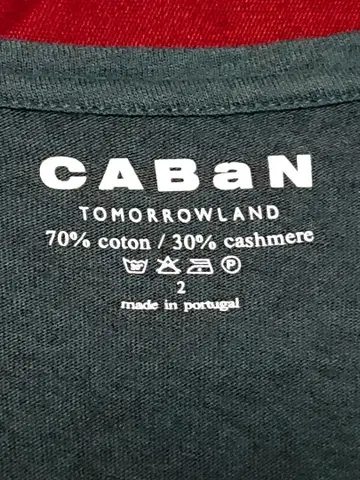 CABaN
TOMORROWLAND
70% coton / 30% cashmere
P
2
made in portugal